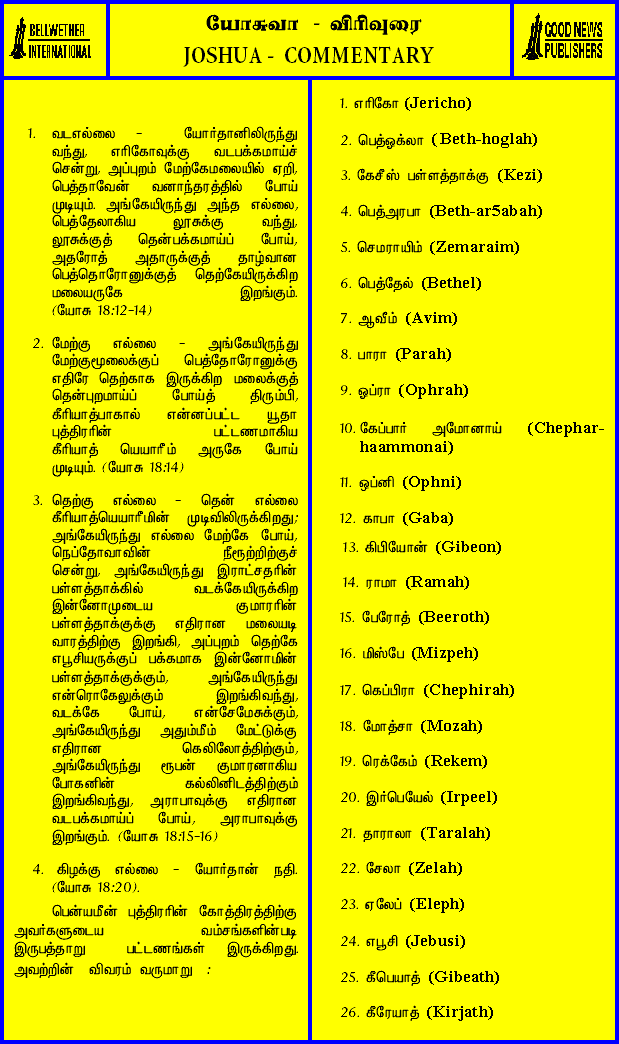 BELLWETHER
INTERNATIONAL
யோசுவா - விரிவுரை
JOSHUA - COMMENTARY
GOOD NEWS
PUBLISHERS
1. வடஎல்லை - யோர்தானிலிருந்து
வந்து, எரிகோவுக்கு வடபக்கமாய்ச்
சென்று, அப்புறம் மேற்கேமலையில் ஏறி,
பெத்தாவேன் வனாந்தரத்தில் போய்
முடியும். அங்கேயிருந்து அந்த எல்லை,
பெத்தேலாகிய லூசுக்கு வந்து,
லூசுக்குத் தென்பக்கமாய்ப் போய்,
அதரோத் அதாருக்குத் தாழ்வான
பெத்தொரோனுக்குத் தெற்கேயிருக்கிற
மலையருகே இறங்கும்.
(யோசு 18:12-14)
2. மேற்கு எல்லை - அங்கேயிருந்து
மேற்குமூலைக்குப் பெத்தோரோனுக்கு
எதிரே தெற்காக இருக்கிற மலைக்குத்
தென்புறமாய்ப் போய்த் திரும்பி,
கீரியாத்பாகால் என்னப்பட்ட யூதா
புத்திரரின் பட்டணமாகிய
கீரியாத் யெயாரீம் அருகே போய்
முடியும். (யோசு 18:14)
3. தெற்கு எல்லை - தென் எல்லை
கீரியாத்யெயாரீமின் முடிவிலிருக்கிறது;
அங்கேயிருந்து எல்லை மேற்கே போய்,
நெப்தோவாவின் நீரூற்றிற்குச்
சென்று, அங்கேயிருந்து இராட்சதரின்
பள்ளத்தாக்கில் வடக்கேயிருக்கிற
இன்னோமுடைய குமாரரின்
பள்ளத்தாக்குக்கு எதிரான மலையடி
வாரத்திற்கு இறங்கி, அப்புறம் தெற்கே
எபூசியருக்குப் பக்கமாக இன்னோமின்
பள்ளத்தாக்குக்கும், அங்கேயிருந்து
என்ரொகேலுக்கும் இறங்கிவந்து,
வடக்கே போய், என்சேமேசுக்கும்,
அங்கேயிருந்து அதும்மீம் மேட்டுக்கு
எதிரான கெலிலோத்திற்கும்,
அங்கேயிருந்து ரூபன் குமாரனாகிய
போகனின் கல்லினிடத்திற்கும்
இறங்கிவந்து, அராபாவுக்கு எதிரான
வடபக்கமாய்ப் போய், அராபாவுக்கு
இறங்கும். (யோசு 18:15-16)
4. கிழக்கு எல்லை - யோர்தான் நதி.
(யோசு 18:20).
பென்யமீன் புத்திரரின் கோத்திரத்திற்கு
அவர்களுடைய வம்சங்களின்படி
இருபத்தாறு பட்டணங்கள் இருக்கிறது.
அவற்றின் விவரம் வருமாறு :
1. எரிகோ (Jericho)
2. பெத்ஒக்லா (Beth-hoglah)
3. கேசீஸ் பள்ளத்தாக்கு (Kezi)
4. பெத்அரபா (Beth-ar5abah)
5. செமராயிம் (Zemaraim)
6. பெத்தேல் (Bethel)
7. ஆவீம் (Avim)
8. பாரா (Parah)
9. ஒப்ரா (Ophrah)
10. கேப்பார் அமோனாய் (Chephar-
haammonai)
11. ஒப்னி (Ophni)
12. காபா (Gaba)
13. கிபியோன் (Gibeon)
14. ராமா (Ramah)
15. பேரோத் (Beeroth)
16. மிஸ்பே (Mizpeh)
17. கெப்பிரா (Chephirah)
18. மோத்சா (Mozah)
19. ரெக்கேம் (Rekem)
20. இர்பெயேல் (Irpeel)
21. தாராலா (Taralah)
22. சேலா (Zelah)
23. ஏலேப் (Eleph)
24. எபூசி (Jebusi)
25. கீபெயாத் (Gibeath)
26. கீரேயாத் (Kirjath)